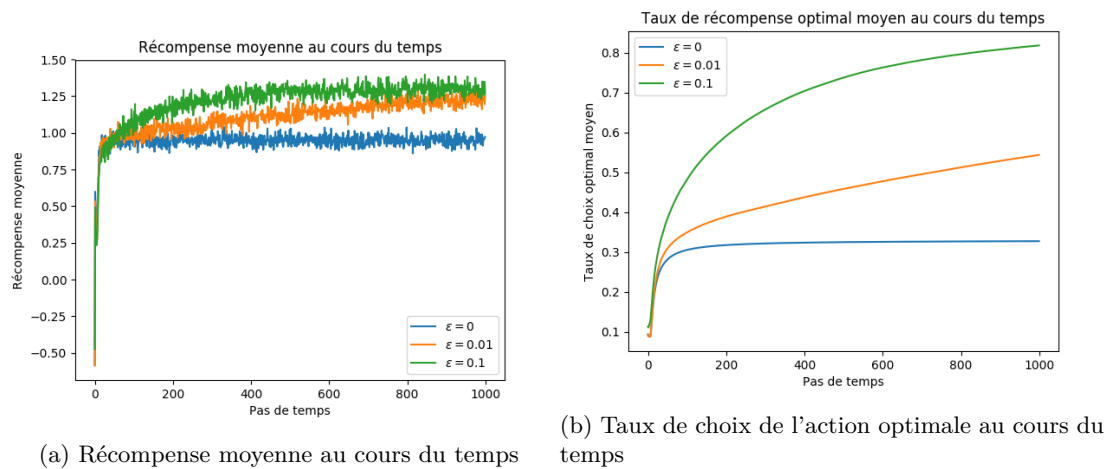 Récompense moyenne au cours du temps
1.50
1.25
1.00
0.75
0.50
0.25
0.00
−0.25
−0.50
Récompense moyenne
ε = 0
ε = 0.01
ε = 0.1
0 200 400 600 800 1000
Pas de temps
(a) Récompense moyenne au cours du temps
Taux de récompense optimal moyen au cours du temps
ε = 0
ε = 0.01
ε = 0.1
0.8
0.7
0.6
0.5
0.4
0.3
0.2
0.1
Taux de choix optimal moyen
0 200 400 600 800 1000
Pas de temps
(b) Taux de choix de l'action optimale au cours du
temps